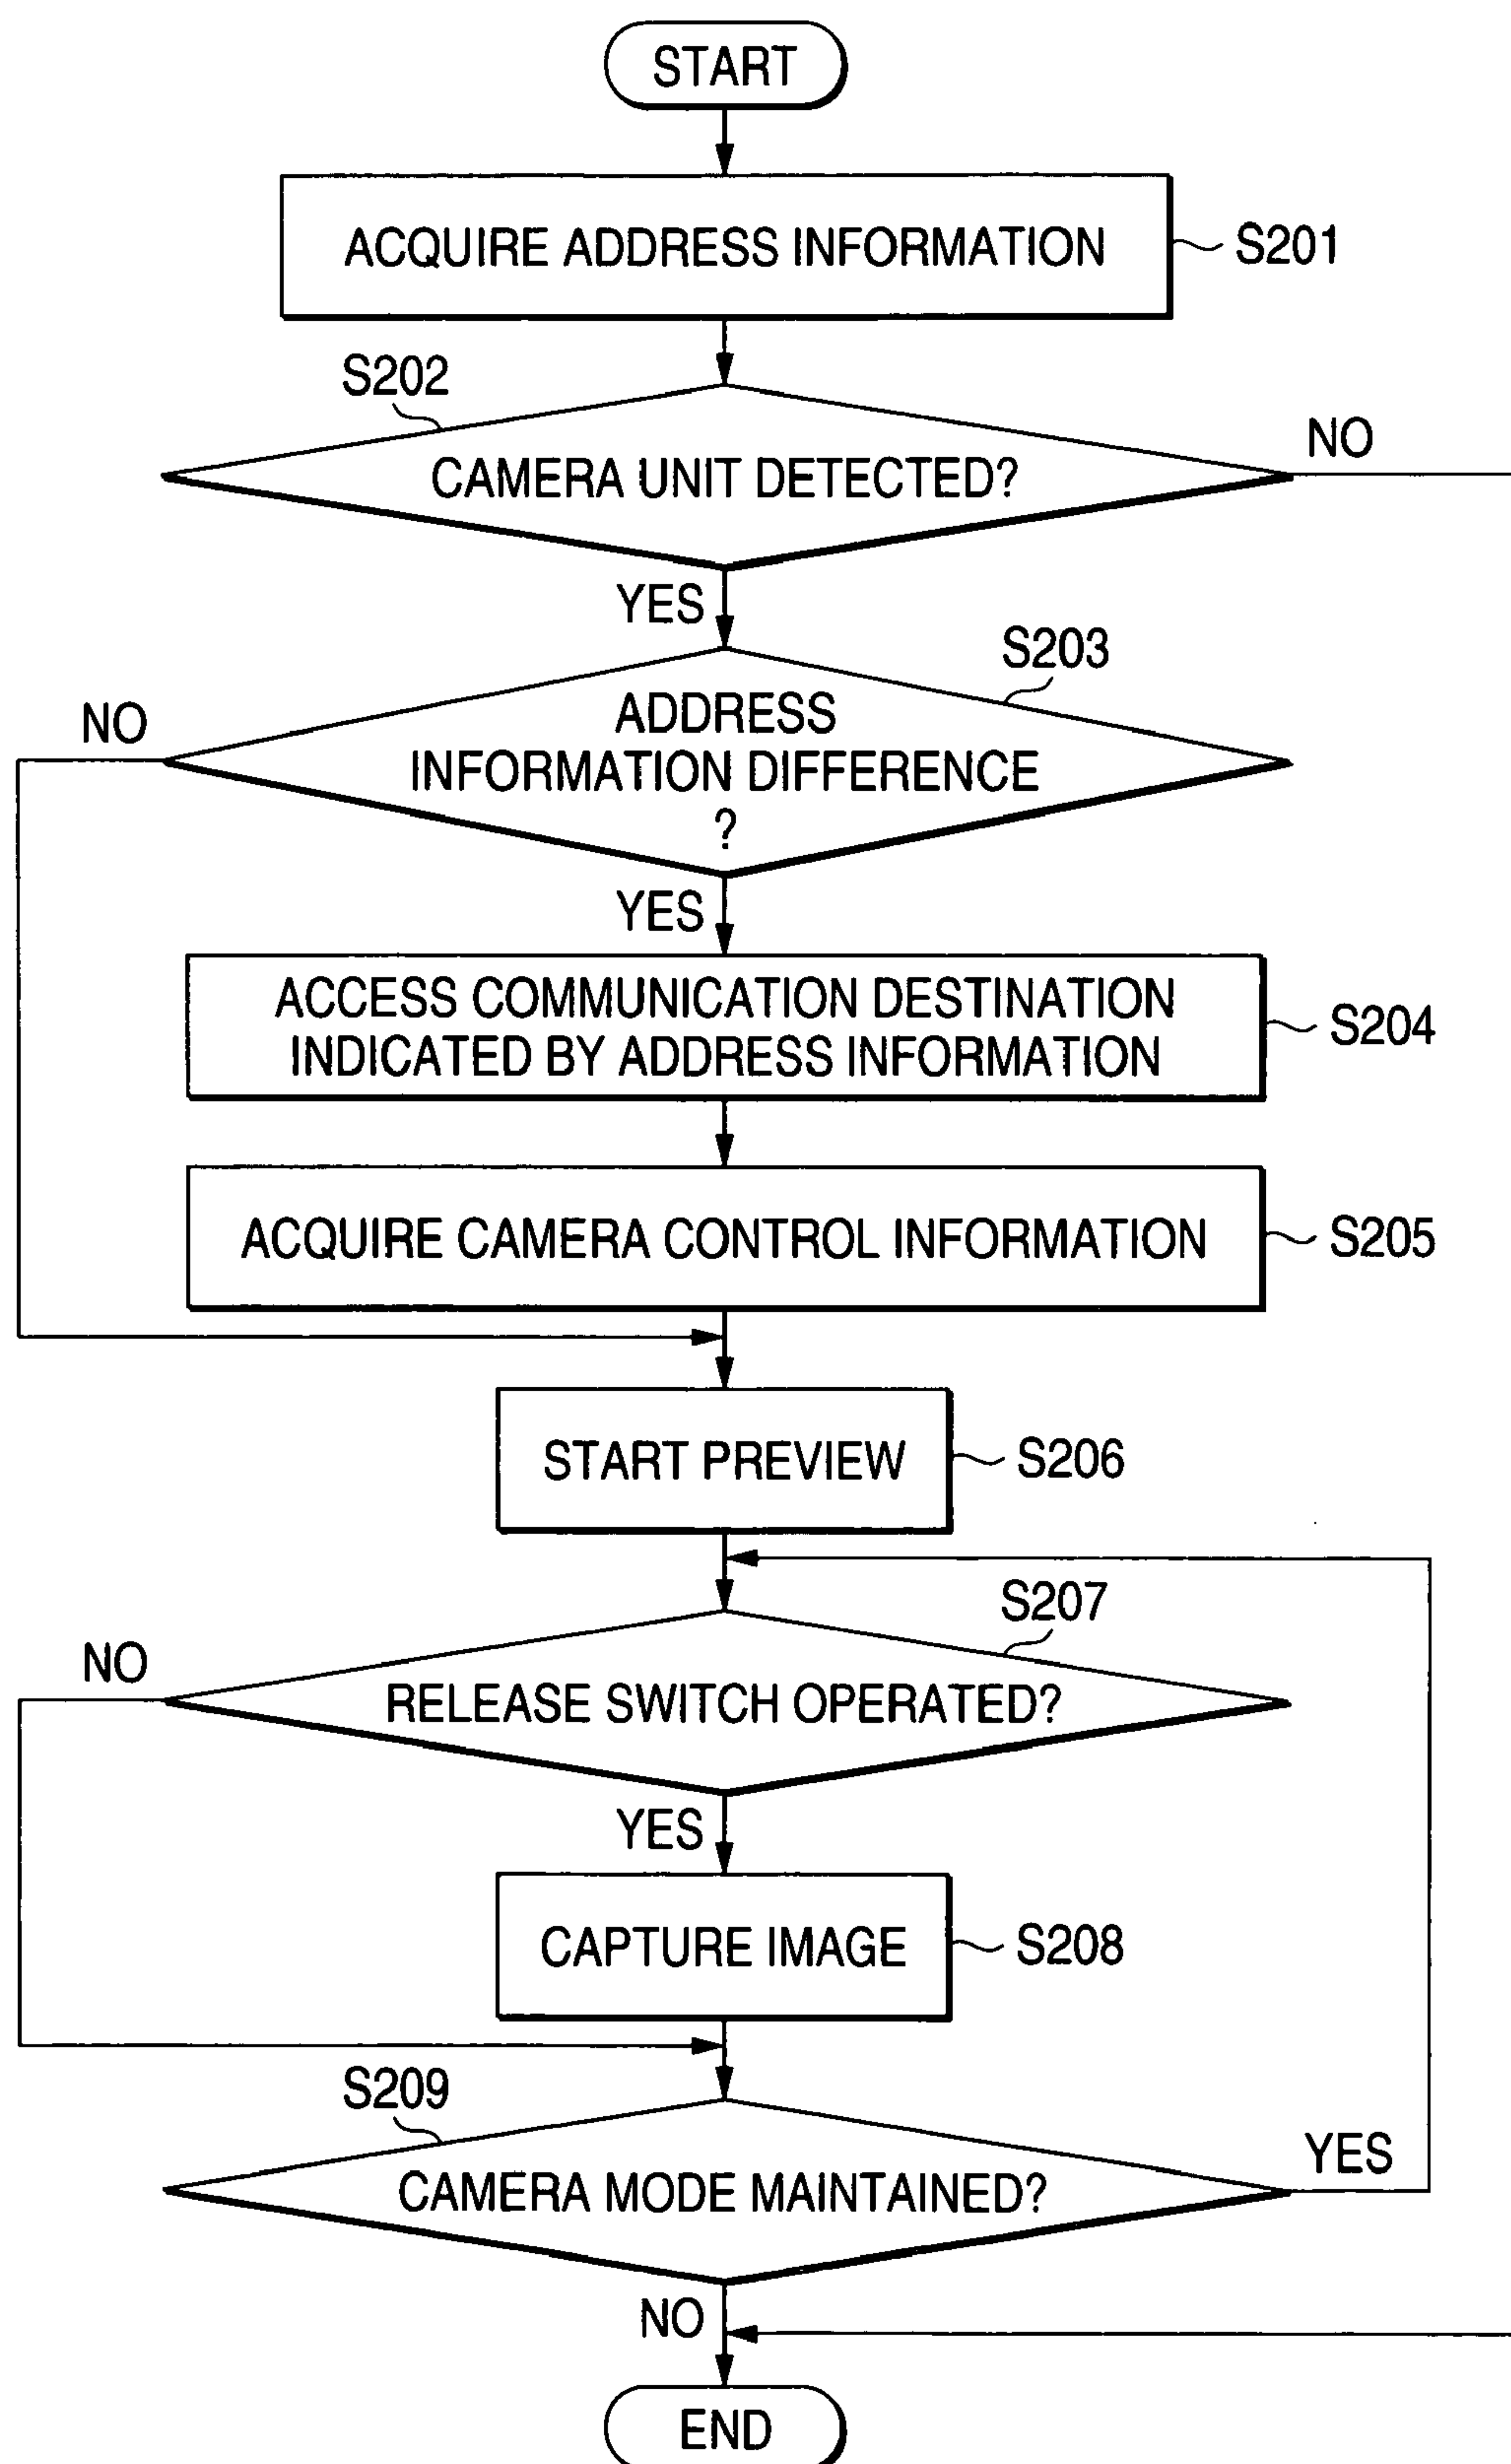 START
ACQUIRE ADDRESS INFORMATION
S201
S202
CAMERA UNIT DETECTED?
NO
YES
S203
ADDRESS
INFORMATION DIFFERENCE
?
NO
YES
ACCESS COMMUNICATION DESTINATION
INDICATED BY ADDRESS INFORMATION
S204
ACQUIRE CAMERA CONTROL INFORMATION
S205
START PREVIEW
S206
S207
RELEASE SWITCH OPERATED?
NO
YES
CAPTURE IMAGE
S208
S209
CAMERA MODE MAINTAINED?
YES
NO
END